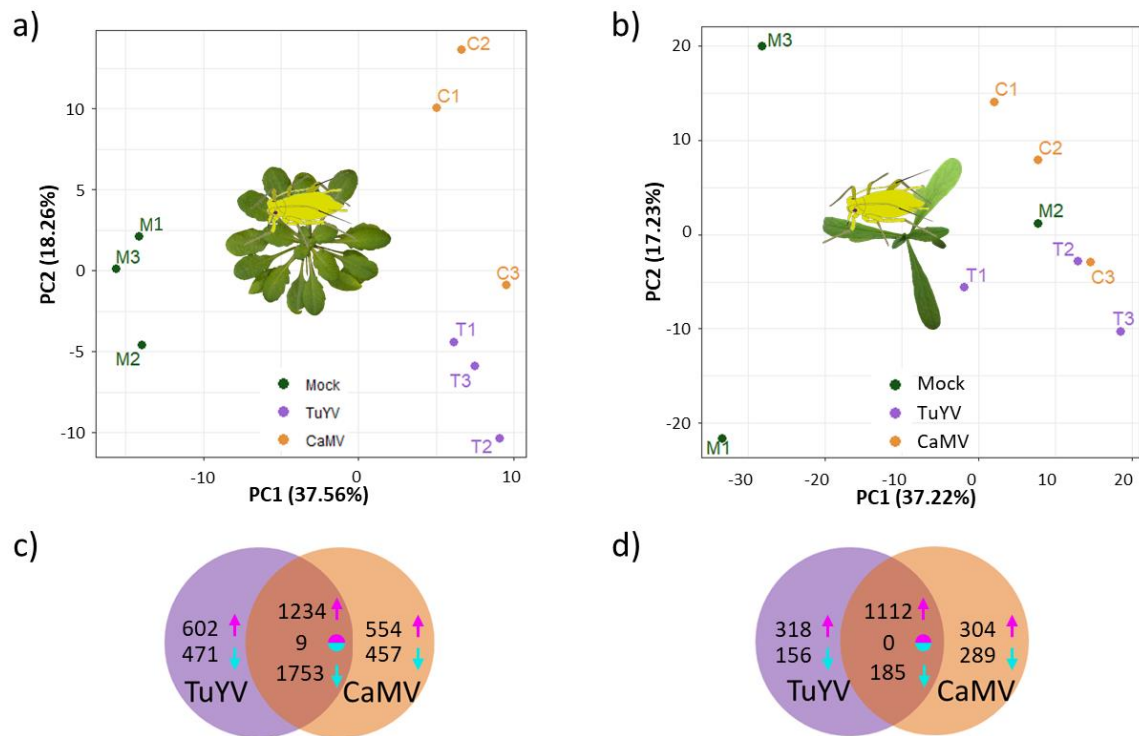 a)
C2
C1
M1
M3
C3
T1
M2
T3
T2
10
5
0
-5
-10
PC2 (18.26%)
Mock
TuYV
CaMV
-10
0
10
PC1 (37.56%)
b)
M3
C1
C2
M2
T2
T1
C3
T3
M1
20
10
0
-10
-20
PC2 (17.23%)
Mock
TuYV
CaMV
-30
-20
-10
0
10
20
PC1 (37.22%)
c)
602
471
TuYV
1234
9
1753
554
457
CaMV
d)
318
156
TuYV
1112
0
185
304
289
CaMV